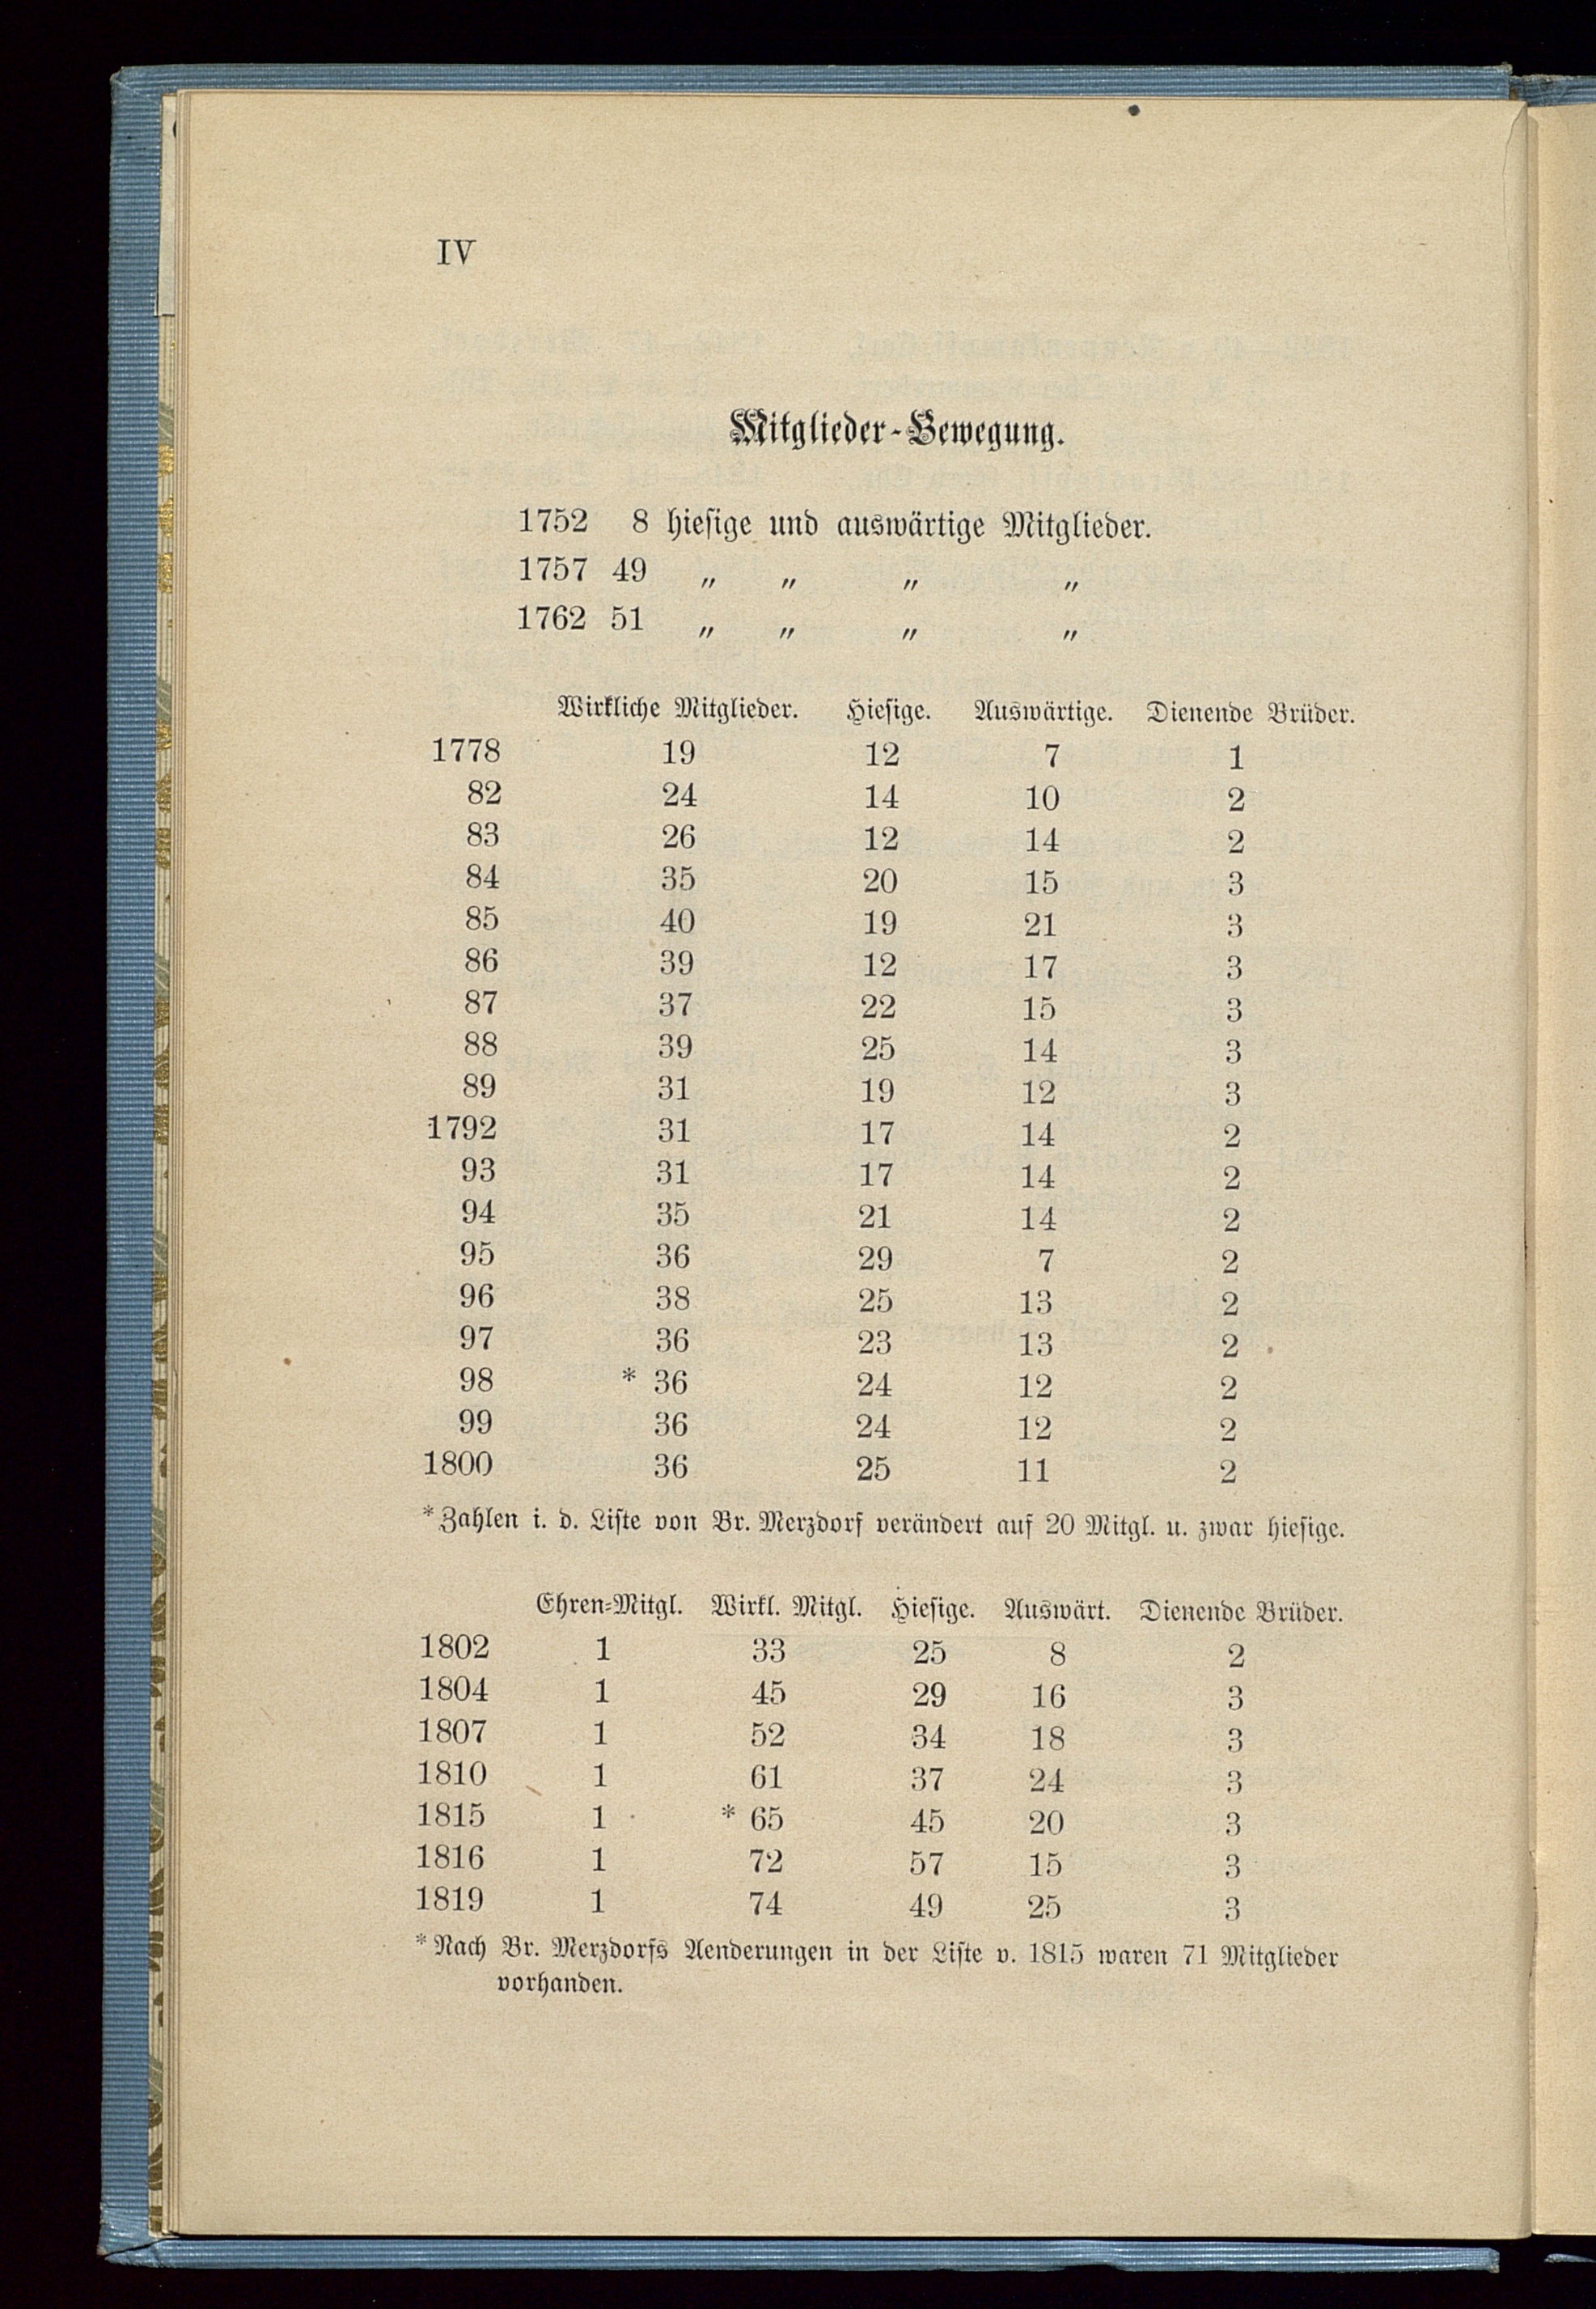 IV
Mitglieder-Bewegung.
1752 8 hiesige und auswärtige Mitglieder.
1757 49 „ „ „ „
1762 51 „ „ „ „
Wirkliche Mitglieder. Hiesige. Auswärtige. Dienende Brüder.
1778 19 12 7 1
82 24 14 10 2
83 26 12 14 2
84 35 20 15 3
85 40 19 21 3
86 39 12 17 3
87 37 22 15 3
88 39 25 14 3
89 31 19 12 3
1792 31 17 14 2
93 31 17 14 2
94 35 21 14 2
95 36 29 7 2
96 38 25 13 2
97 36 23 13 2
98 * 36 24 12 2
99 36 24 12 2
1800 36 25 11 2
* Zahlen i. d. Liste von Br. Merzdorf verändert auf 20 Mitgl. u. zwar hiesige.
Ehren-Mitgl. Wirkl. Mitgl. Hiesige. Auswärt. Dienende Brüder.
1802 1 33 25 8 2
1804 1 45 29 16 3
1807 1 52 34 18 3
1810 1 61 37 24 3
1815 1 * 65 45 20 3
1816 1 72 57 15 3
1819 1 74 49 25 3
* Nach Br. Merzdorfs Aenderungen in der Liste v. 1815 waren 71 Mitglieder
vorhanden.